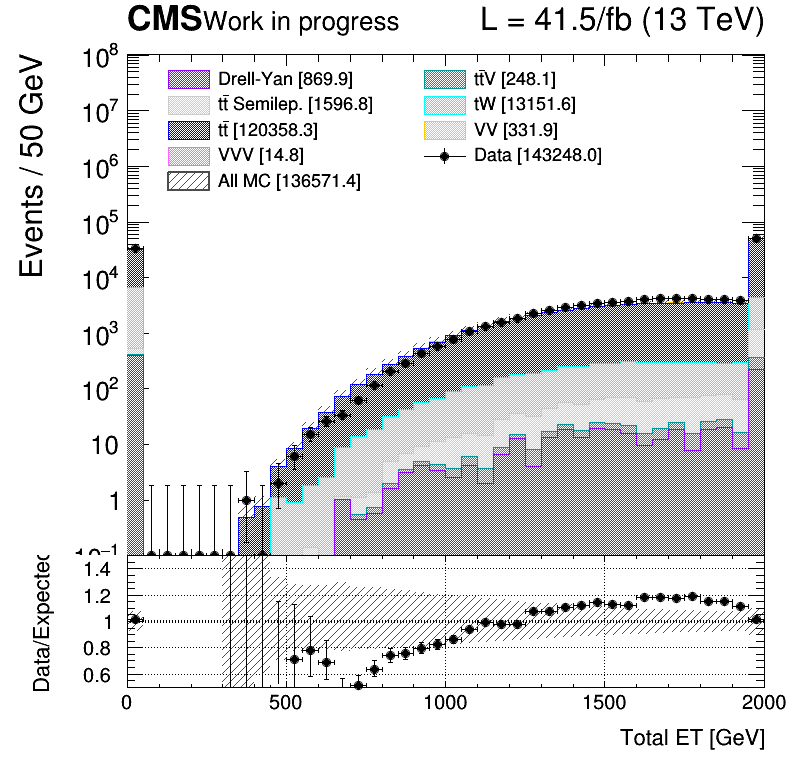 CMS Work in progress L = 41.5/fb (13 TeV)
Events / 50 GeV
10⁸
10⁷
10⁶
10⁵
10⁴
10³
10²
10
1
10⁻¹
Drell-Yan [869.9]
tt̄ Semilep. [1596.8]
tt̄ [120358.3]
VVV [14.8]
All MC [136571.4]
tt̄V [248.1]
tW [13151.6]
VV [331.9]
Data [143248.0]
Data/Expected
1.4
1.2
1
0.8
0.6
0 500 1000 1500 2000
Total ET [GeV]